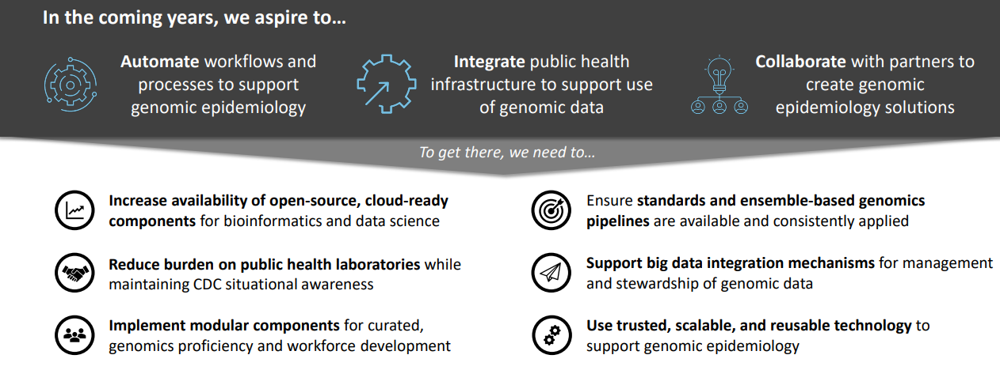 In the coming years, we aspire to...
Automate workflows and
processes to support
genomic epidemiology
Integrate public health
infrastructure to support use
of genomic data
Collaborate with partners to
create genomic
epidemiology solutions
To get there, we need to...
Increase availability of open-source, cloud-ready
components for bioinformatics and data science
Reduce burden on public health laboratories while
maintaining CDC situational awareness
Implement modular components for curated,
genomics proficiency and workforce development
Ensure standards and ensemble-based genomics
pipelines are available and consistently applied
Support big data integration mechanisms for management
and stewardship of genomic data
Use trusted, scalable, and reusable technology to
support genomic epidemiology